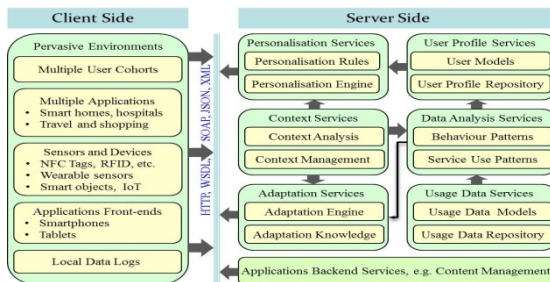 Client Side
Server Side
Pervasive Environments
Multiple User Cohorts
Multiple Applications
• Smart homes, hospitals
• Travel and shopping
Sensors and Devices
• NFC Tags, RFID, etc.
• Wearable sensors
• Smart objects, IoT
Applications Front-ends
• Smartphones
• Tablets
Local Data Logs
HTTP, WSDL, SOAP, JSON, XML
Personalisation Services
Personalisation Rules
Personalisation Engine
User Profile Services
User Models
User Profile Repository
Context Services
Context Analysis
Context Management
Data Analysis Services
Behaviour Patterns
Service Use Patterns
Adaptation Services
Adaptation Engine
Adaptation Knowledge
Usage Data Services
Usage Data Models
Usage Data Repository
Applications Backend Services, e.g. Content Management